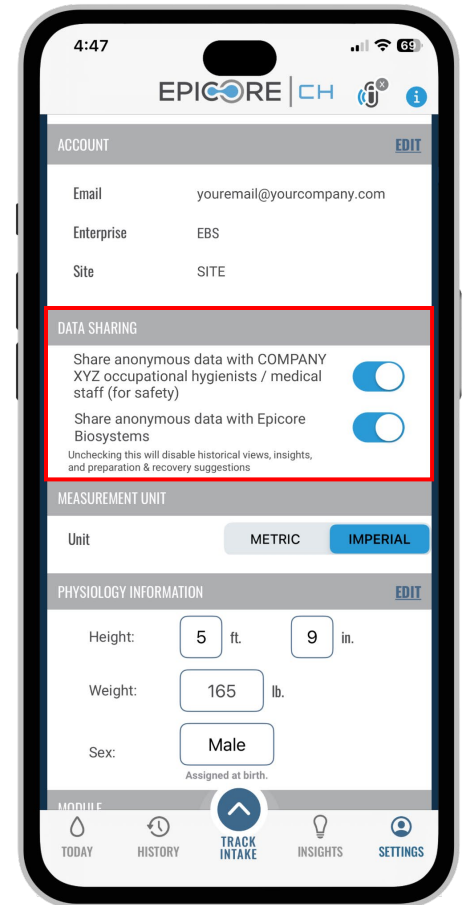 4:47
69
EPICORE | CH
x
i
ACCOUNT EDIT
Email youremail@yourcompany.com
Enterprise EBS
Site SITE
DATA SHARING
Share anonymous data with COMPANY
XYZ occupational hygienists / medical
staff (for safety)
Share anonymous data with Epicore
Biosystems
Unchecking this will disable historical views, insights,
and preparation & recovery suggestions
MEASUREMENT UNIT
Unit METRIC IMPERIAL
PHYSIOLOGY INFORMATION EDIT
Height: 5 ft. 9 in.
Weight: 165 lb.
Sex: Male
Assigned at birth.
MODULE
TODAY HISTORY TRACK INTAKE INSIGHTS SETTINGS